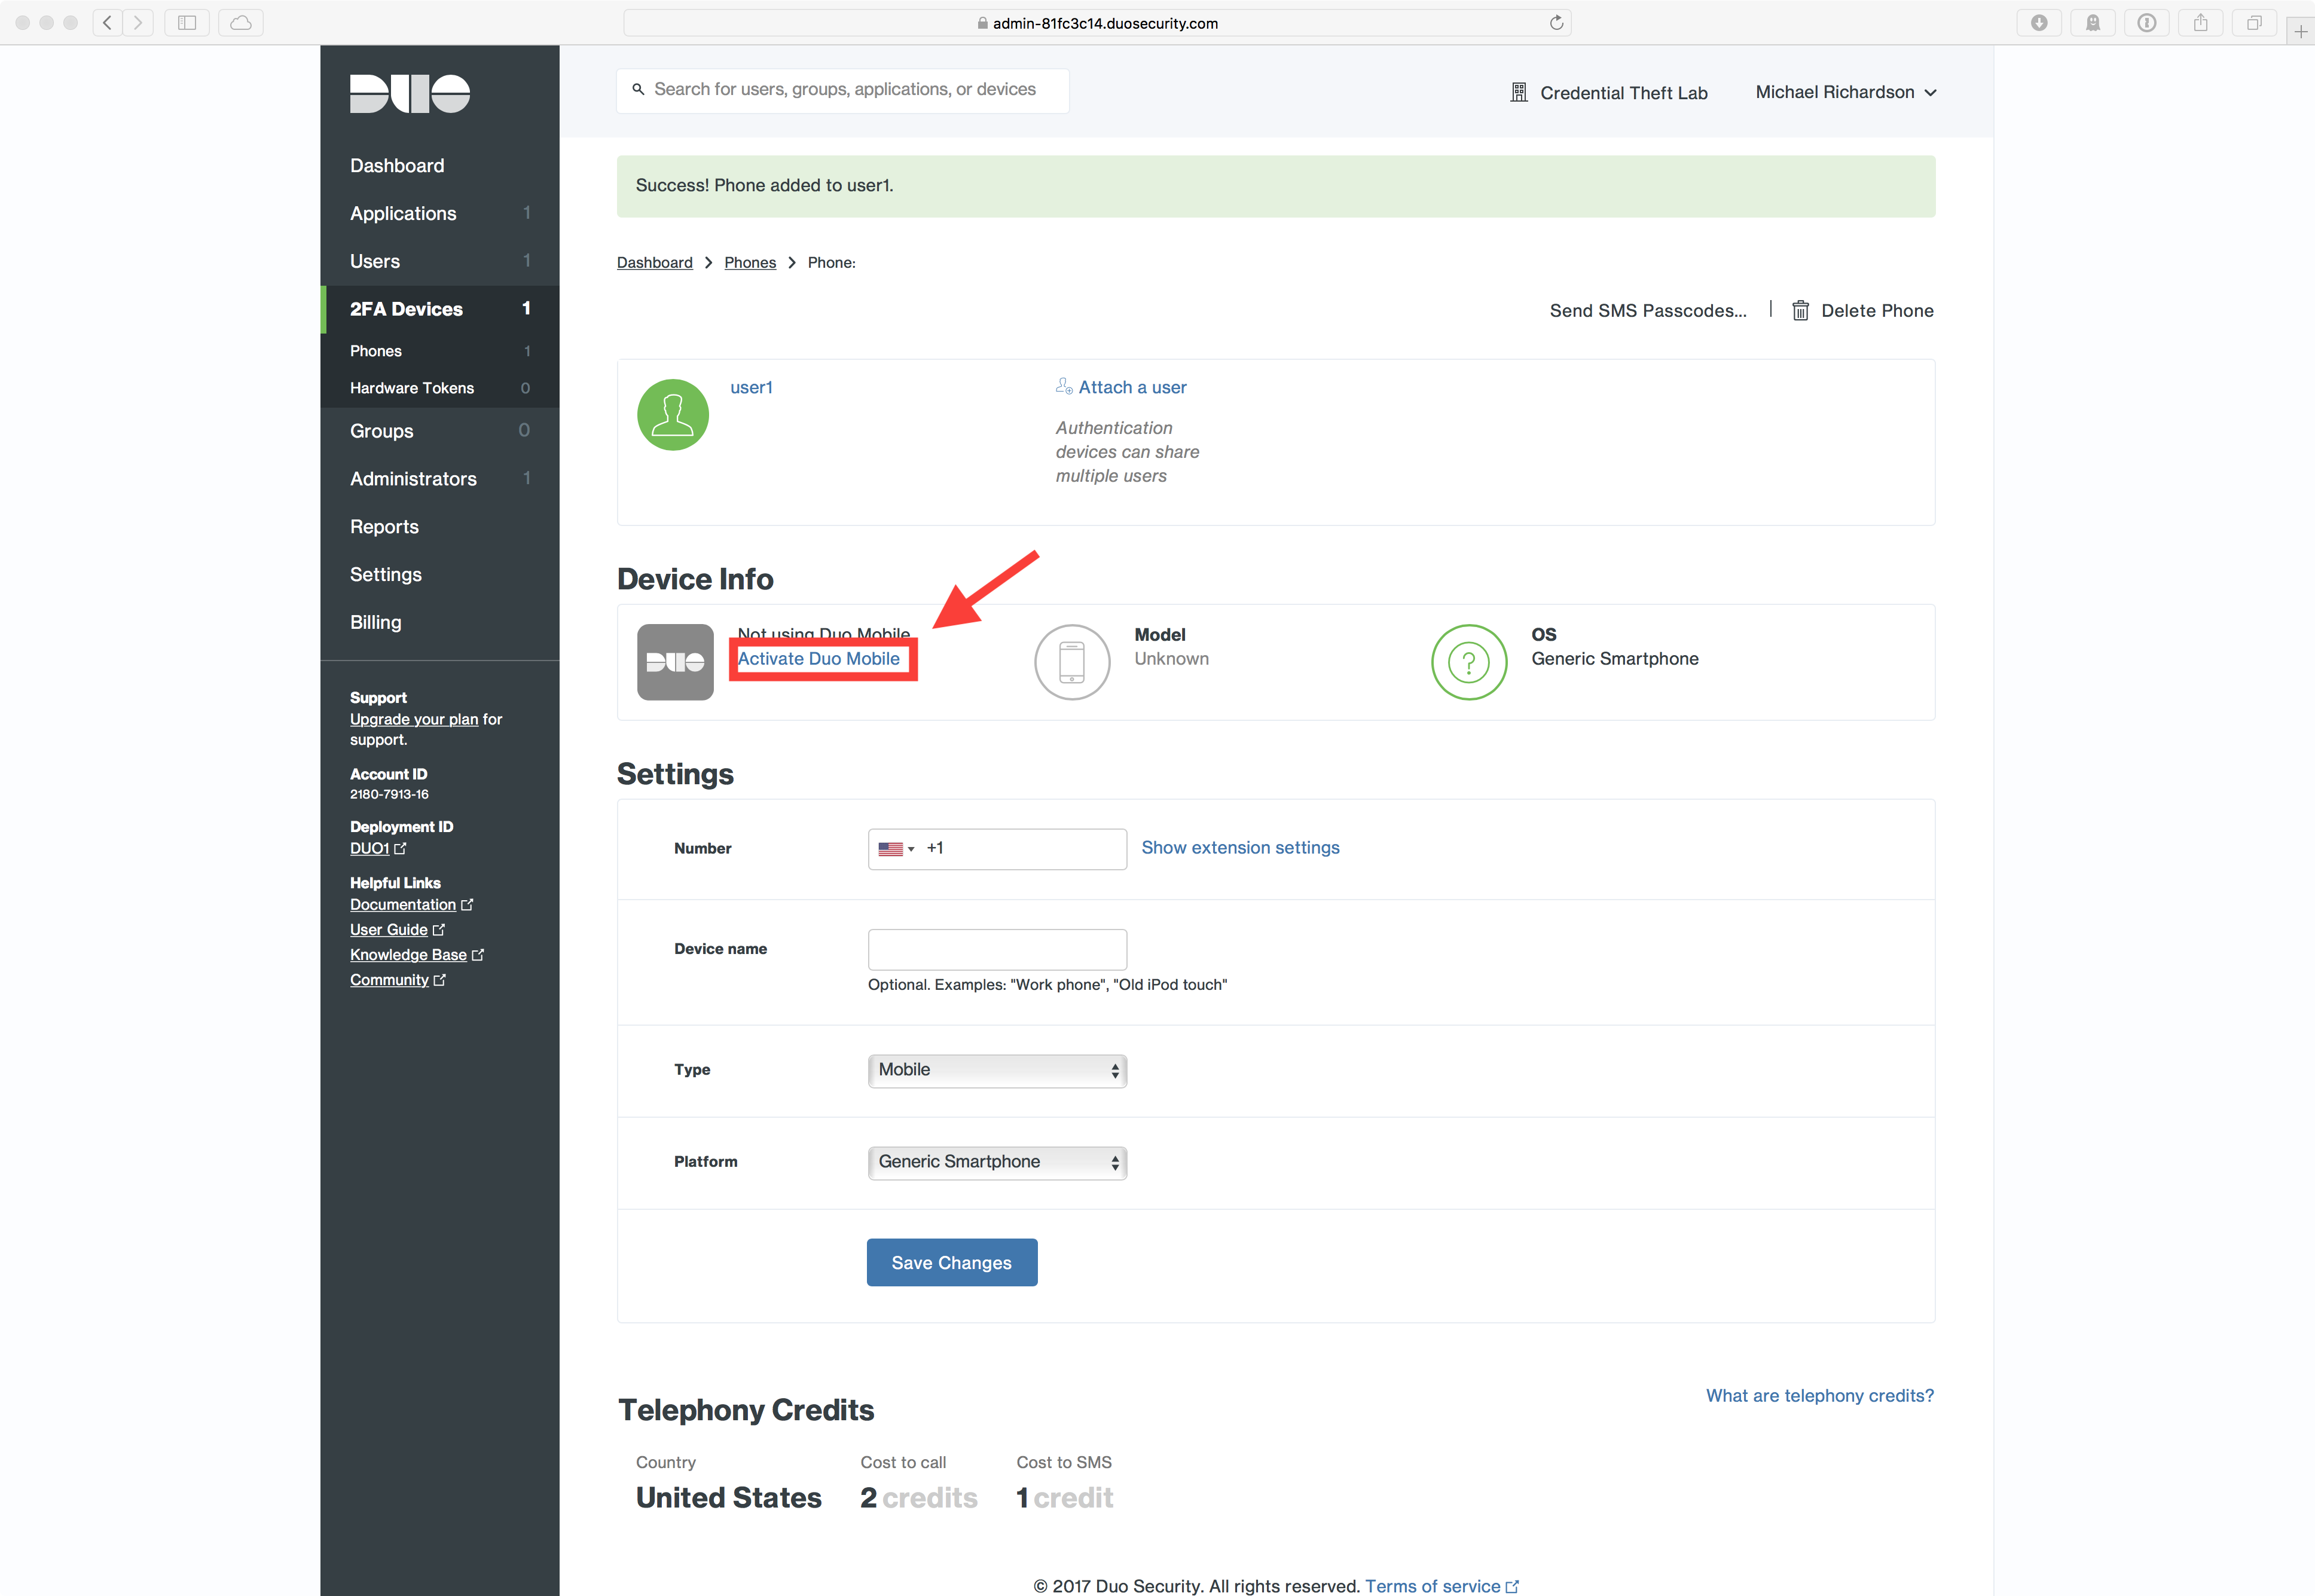 admin-81fc3c14.duosecurity.com
DUO
Search for users, groups, applications, or devices
Credential Theft Lab
Michael Richardson
Dashboard
Applications 1
Users 1
2FA Devices 1
Phones 1
Hardware Tokens 0
Groups 0
Administrators 1
Reports
Settings
Billing
Support
Upgrade your plan for
support.
Account ID
2180-7913-16
Deployment ID
DUO1
Helpful Links
Documentation
User Guide
Knowledge Base
Community
Success! Phone added to user1.
Dashboard > Phones > Phone:
Send SMS Passcodes... | Delete Phone
user1
Attach a user
Authentication
devices can share
multiple users
Device Info
DUO
Not using Duo Mobile
Activate Duo Mobile
Model
Unknown
?
OS
Generic Smartphone
Settings
Number +1 Show extension settings
Device name
Optional. Examples: "Work phone", "Old iPod touch"
Type Mobile
Platform Generic Smartphone
Save Changes
Telephony Credits
What are telephony credits?
Country Cost to call Cost to SMS
United States 2 credits 1 credit
© 2017 Duo Security. All rights reserved. Terms of service